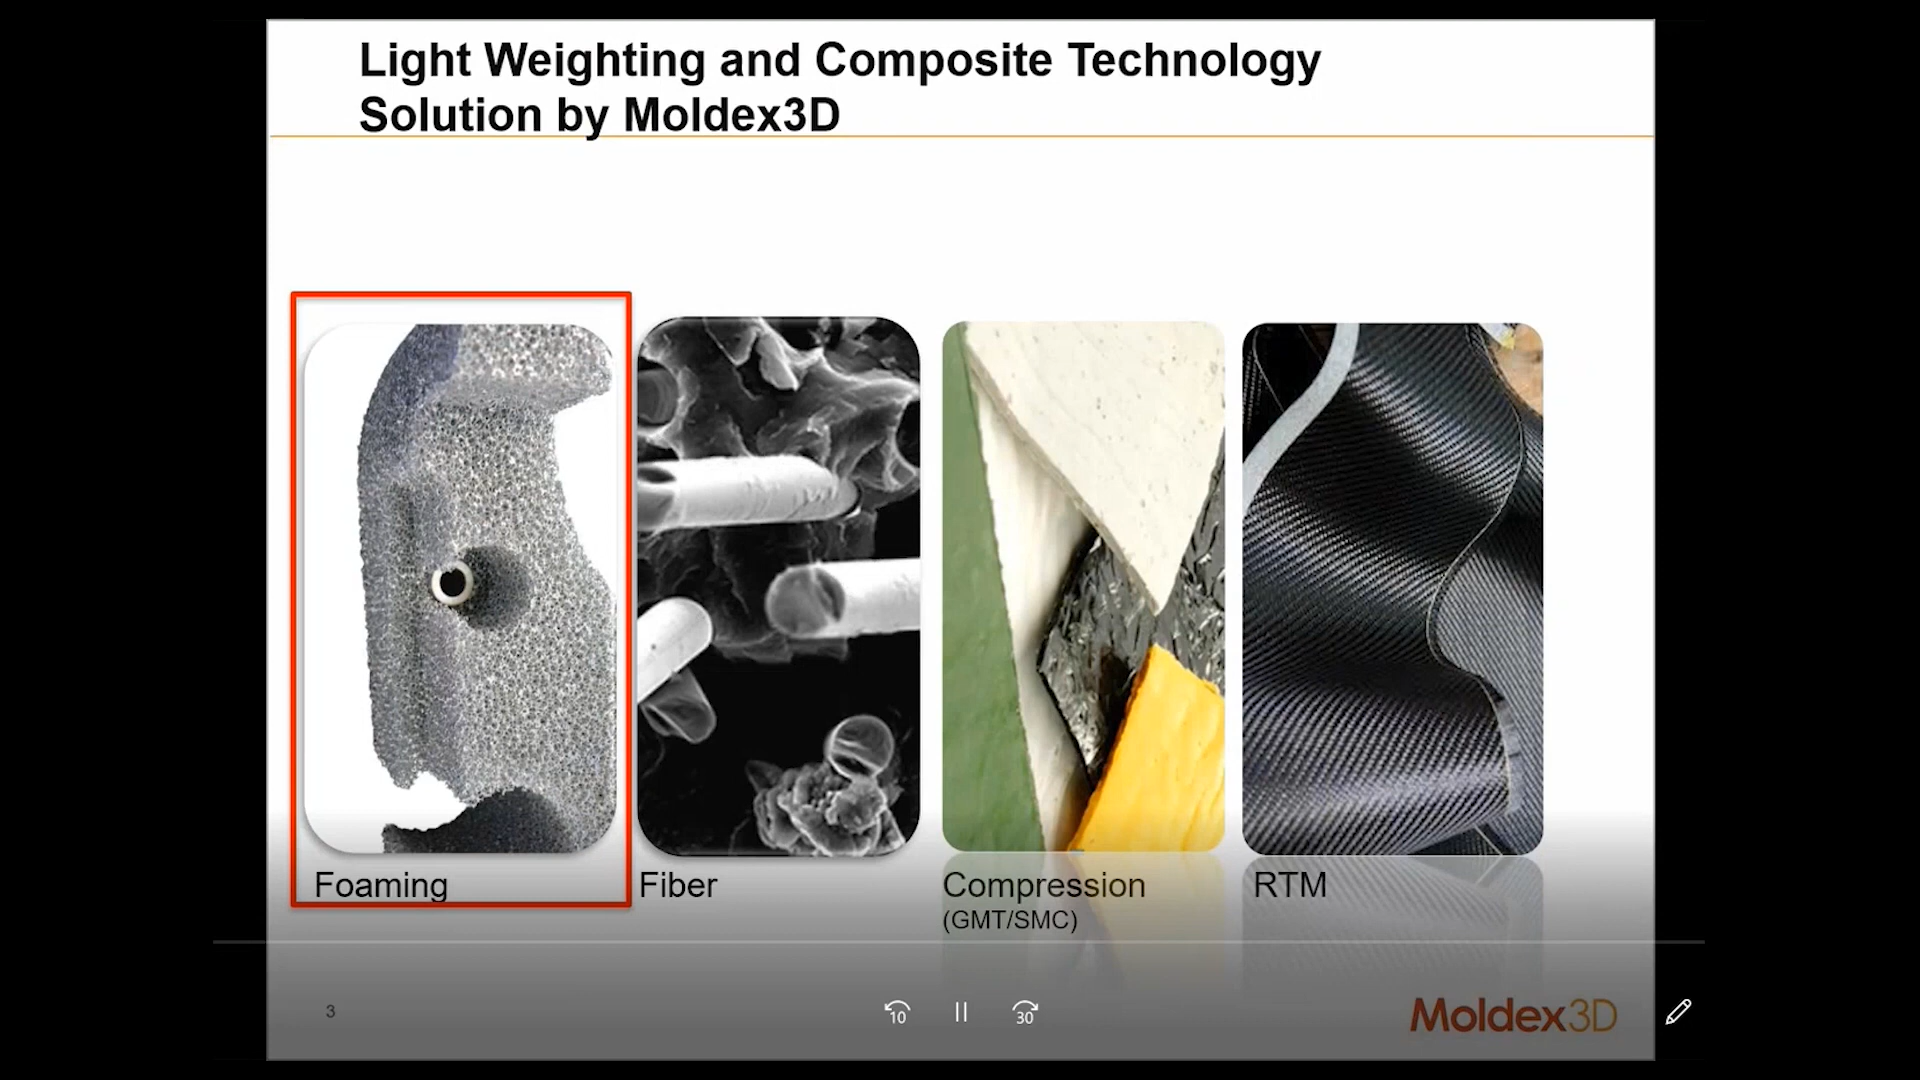 Light Weighting and Composite Technology
Solution by Moldex3D
Foaming
Fiber
Compression
(GMT/SMC)
RTM
3
10
30
Moldex3D